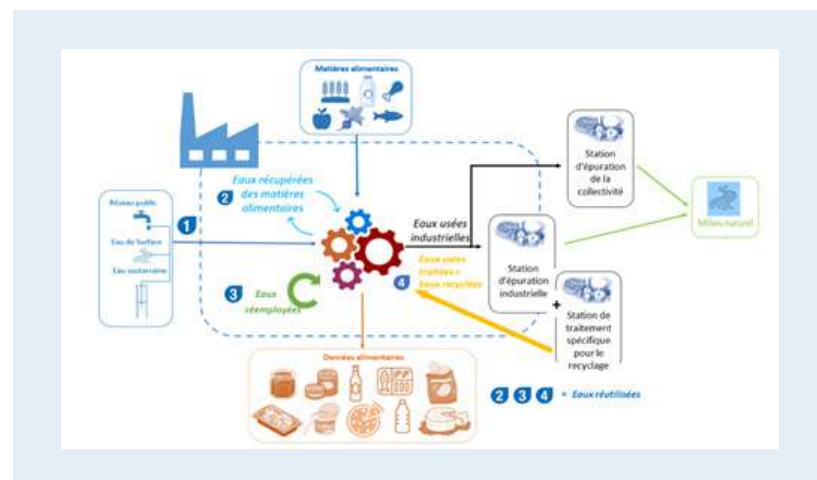 Matières alimentaires
Eaux récupérées
des matières
alimentaires
2
Réseau public
1
Eau de Surface
Eau souterraine
3
Eaux
réemployées
Eaux usées
industrielles
Eaux usées
traitées =
Eaux recyclées
4
Station
d'épuration
de la
collectivité
Milieu naturel
Station
d'épuration
industrielle
+
Station de
traitement
spécifique
pour le
recyclage
Denrées alimentaires
2 3 4 = Eaux réutilisées